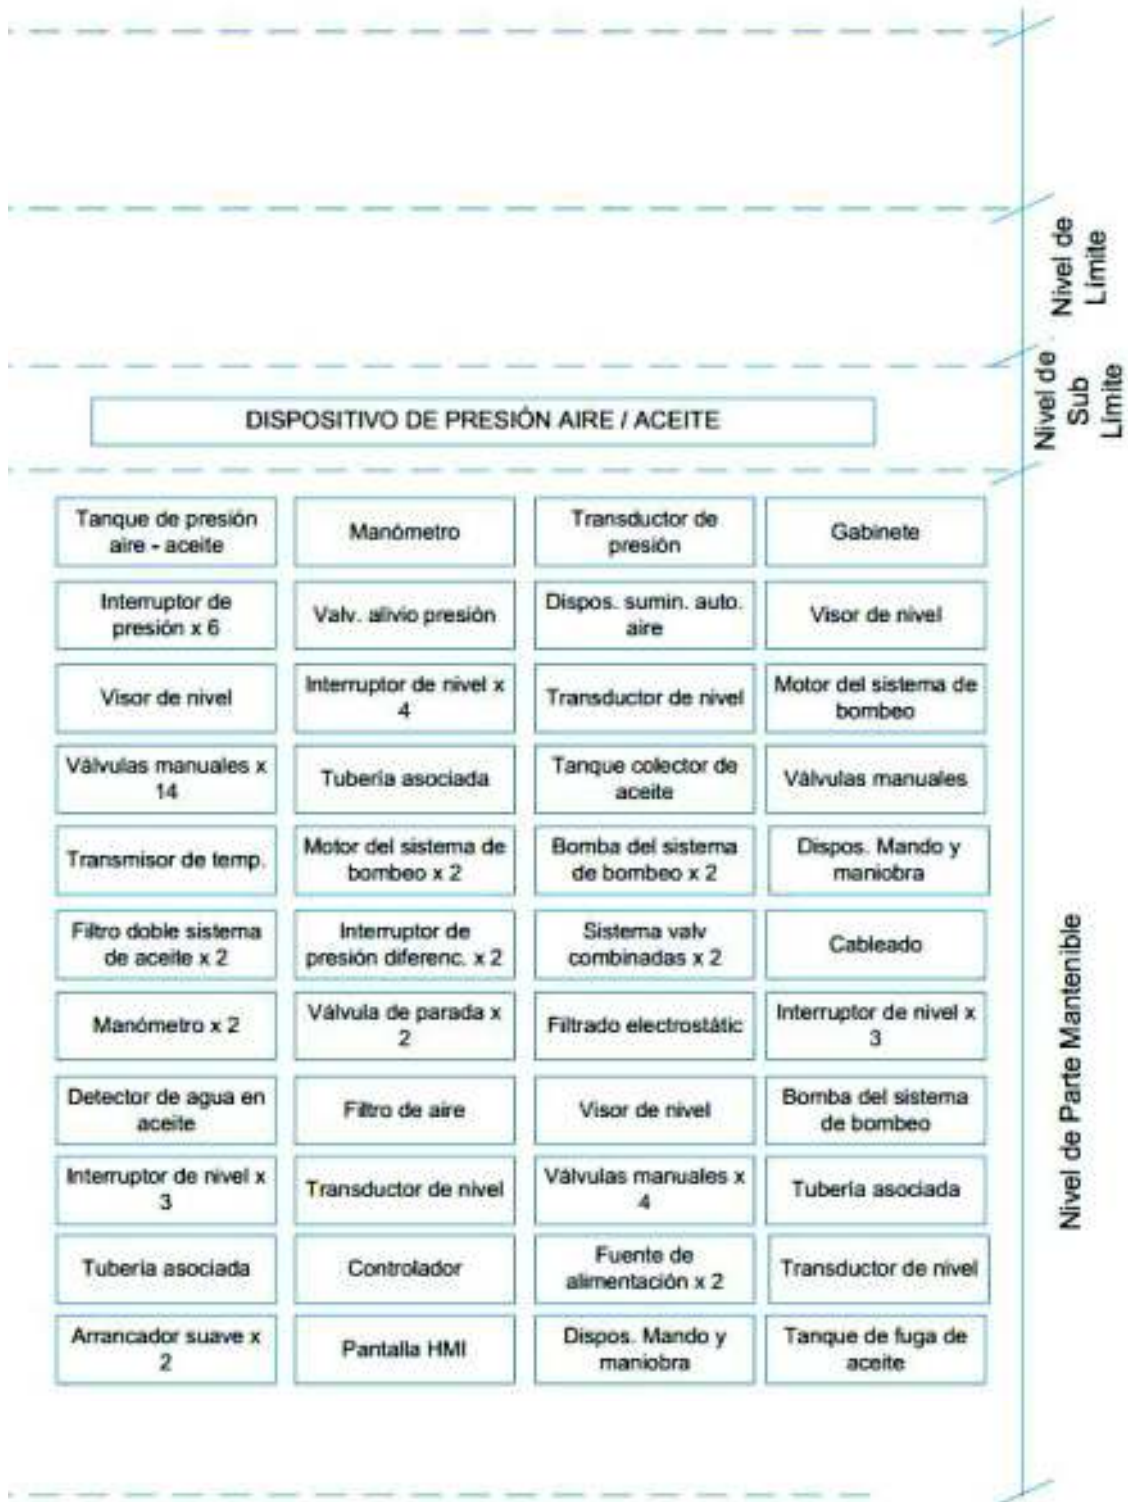 Nivel de
Límite
Nivel de
Sub
Límite
DISPOSITIVO DE PRESIÓN AIRE / ACEITE
Tanque de presión
aire - aceite
Manómetro
Transductor de
presión
Gabinete
Interruptor de
presión x 6
Valv. alivio presión
Dispos. sumin. auto.
aire
Visor de nivel
Visor de nivel
Interruptor de nivel x
4
Transductor de nivel
Motor del sistema de
bombeo
Válvulas manuales x
14
Tubería asociada
Tanque colector de
aceite
Válvulas manuales
Transmisor de temp.
Motor del sistema de
bombeo x 2
Bomba del sistema
de bombeo x 2
Dispos. Mando y
maniobra
Filtro doble sistema
de aceite x 2
Interruptor de
presión diferenc. x 2
Sistema valv
combinadas x 2
Cableado
Manómetro x 2
Válvula de parada x
2
Filtrado electrostátic
Interruptor de nivel x
3
Detector de agua en
aceite
Filtro de aire
Visor de nivel
Bomba del sistema
de bombeo
Interruptor de nivel x
3
Transductor de nivel
Válvulas manuales x
4
Tubería asociada
Tubería asociada
Controlador
Fuente de
alimentación x 2
Transductor de nivel
Arrancador suave x
2
Pantalla HMI
Dispos. Mando y
maniobra
Tanque de fuga de
aceite
Nivel de Parte Mantenible